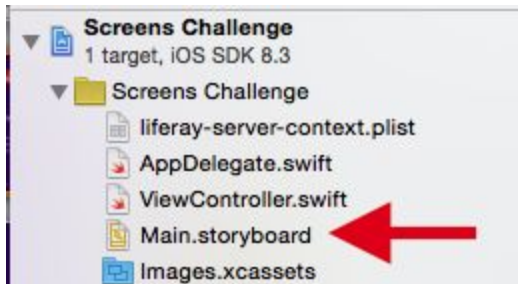 Screens Challenge
1 target, iOS SDK 8.3
Screens Challenge
liferay-server-context.plist
AppDelegate.swift
ViewController.swift
Main.storyboard
Images.xcassets